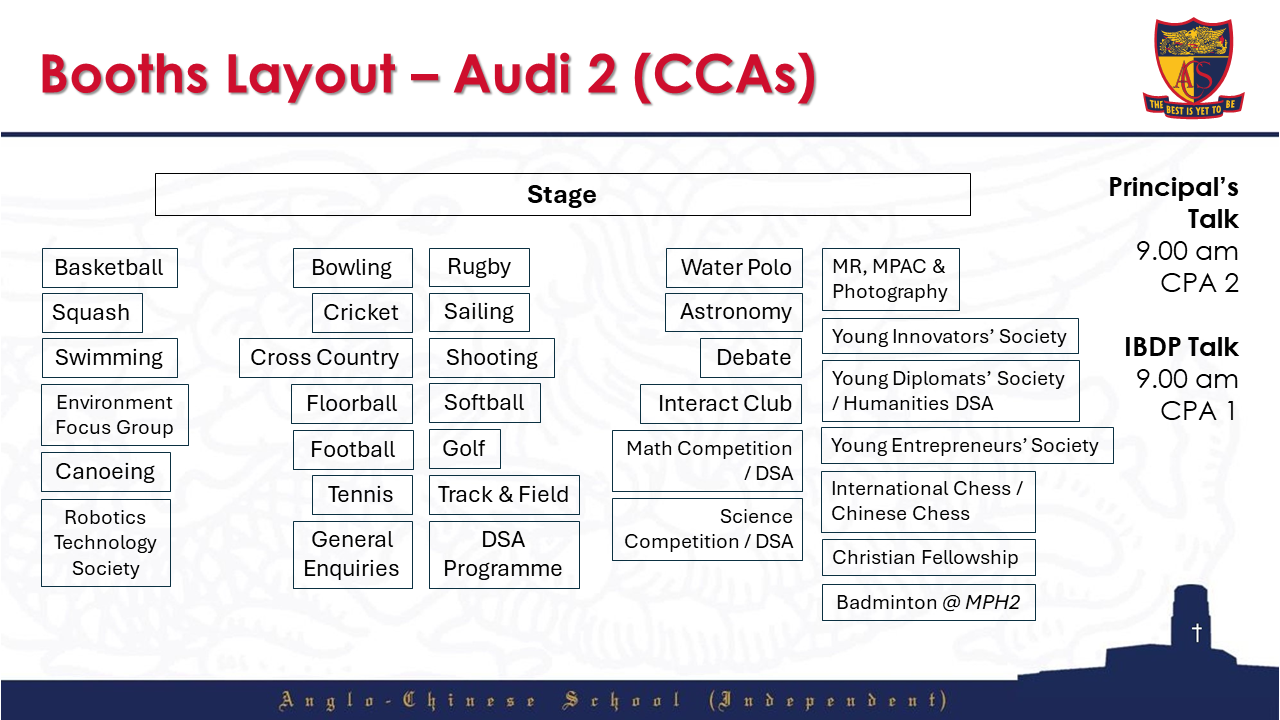 Booths Layout – Audi 2 (CCAs)
THE BEST IS YET TO BE
ACS
Stage
Principal's
Talk
9.00 am
CPA 2
IBDP Talk
9.00 am
CPA 1
Basketball
Squash
Swimming
Environment
Focus Group
Canoeing
Robotics
Technology
Society
Bowling
Cricket
Cross Country
Floorball
Football
Tennis
General
Enquiries
Rugby
Sailing
Shooting
Softball
Golf
Track & Field
DSA
Programme
Water Polo
Astronomy
Debate
Interact Club
Math Competition
/ DSA
Science
Competition / DSA
MR, MPAC &
Photography
Young Innovators' Society
Young Diplomats' Society
/ Humanities DSA
Young Entrepreneurs' Society
International Chess /
Chinese Chess
Christian Fellowship
Badminton @ MPH2
Anglo-Chinese School (Independent)